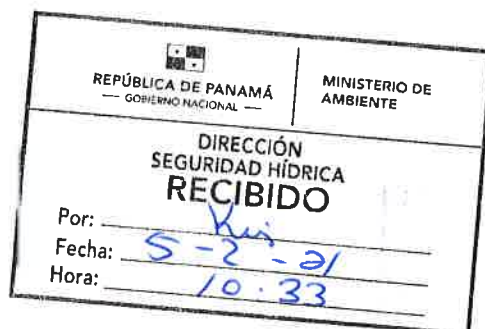 REPÚBLICA DE PANAMÁ
— GOBIERNO NACIONAL —
MINISTERIO DE
AMBIENTE
DIRECCIÓN
SEGURIDAD HÍDRICA
RECIBIDO
Por:
Fecha: 5-2-21
Hora: 10.33